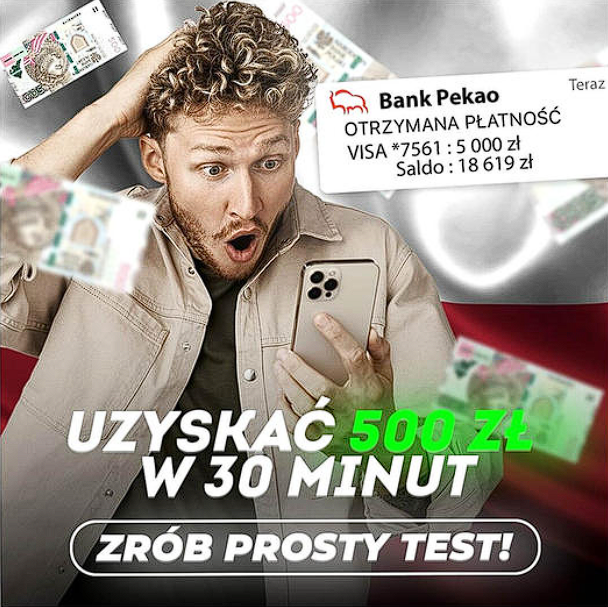 Bank Pekao
Teraz
OTRZYMANA PŁATNOŚĆ
VISA *7561 : 5 000 zł
Saldo : 18 619 zł
UZYSKAĆ 500 ZŁ
W 30 MINUT
ZRÓB PROSTY TEST!